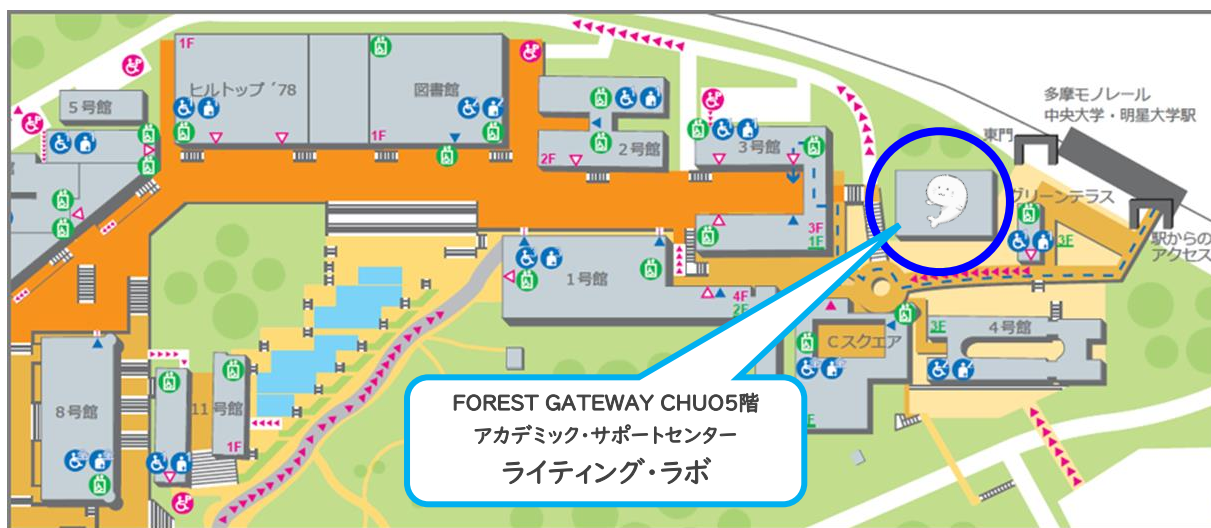 1F
ヒルトップ '78
図書館
1F
5号館
2号館
2F
3号館
3F
1F
多摩モノレール
中央大学・明星大学駅
東門
グリーンテラス
3F
駅からの
アクセス
1号館
4F
2F
Cスクエア
3F
4号館
8号館
11号館
1F
FOREST GATEWAY CHUO5階
アカデミック・サポートセンター
ライティング・ラボ